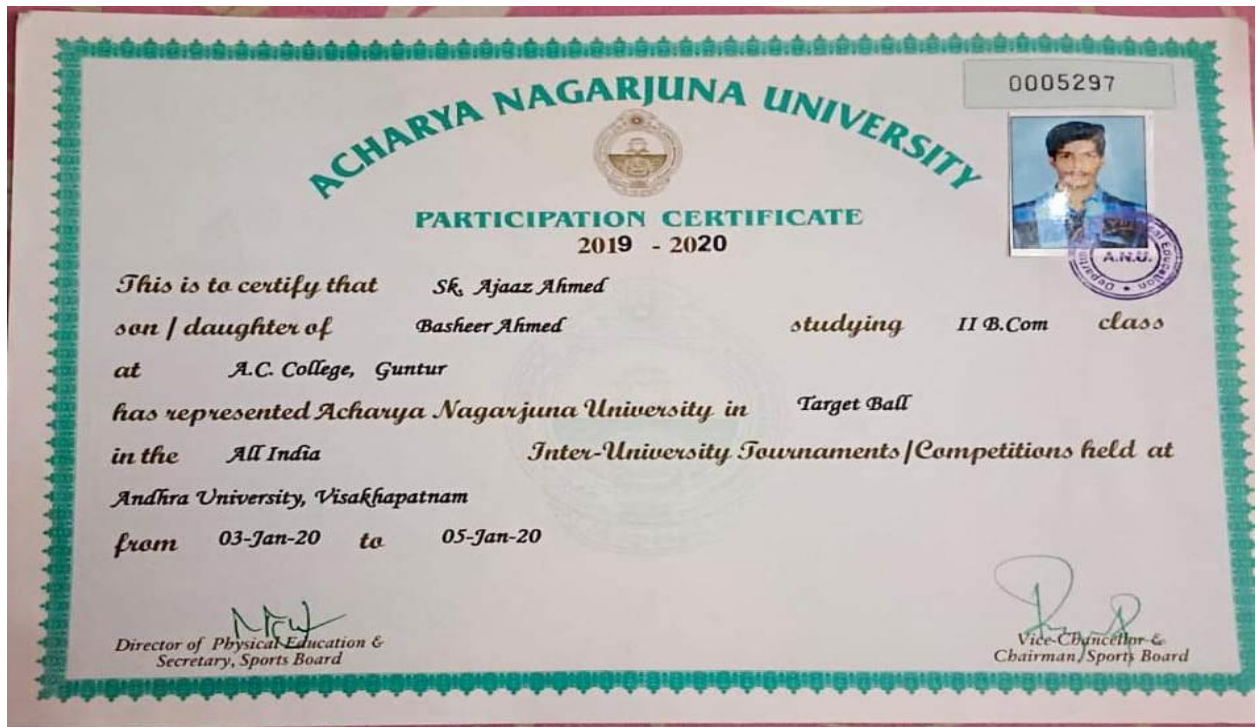 0005297
ACHARYA NAGARJUNA UNIVERSITY
PARTICIPATION CERTIFICATE
2019 - 2020
This is to certify that Sk. Ajaaz Ahmed
son / daughter of Basheer Ahmed studying II B.Com class
at A.C. College, Guntur
has represented Acharya Nagarjuna University in Target Ball
in the All India Inter-University Tournaments/Competitions held at
Andhra University, Visakhapatnam
from 03-Jan-20 to 05-Jan-20
A.N.U.
Director of Physical Education &
Secretary, Sports Board
Vice-Chancellor &
Chairman, Sports Board